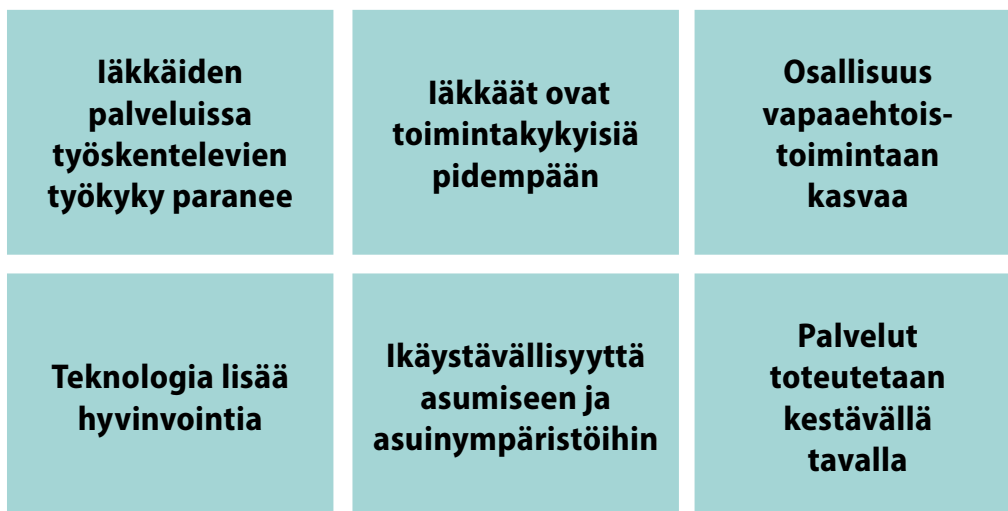 Iäkkäiden
palveluissa
työskentelevien
työkyky paranee
Iäkkäät ovat
toimintakykyisiä
pidempään
Osallisuus
vapaaehtois-
toimintaan
kasvaa
Teknologia lisää
hyvinvointia
Ikäystävällisyyttä
asumiseen ja
asuinympäristöihin
Palvelut
toteutetaan
kestävällä
tavalla